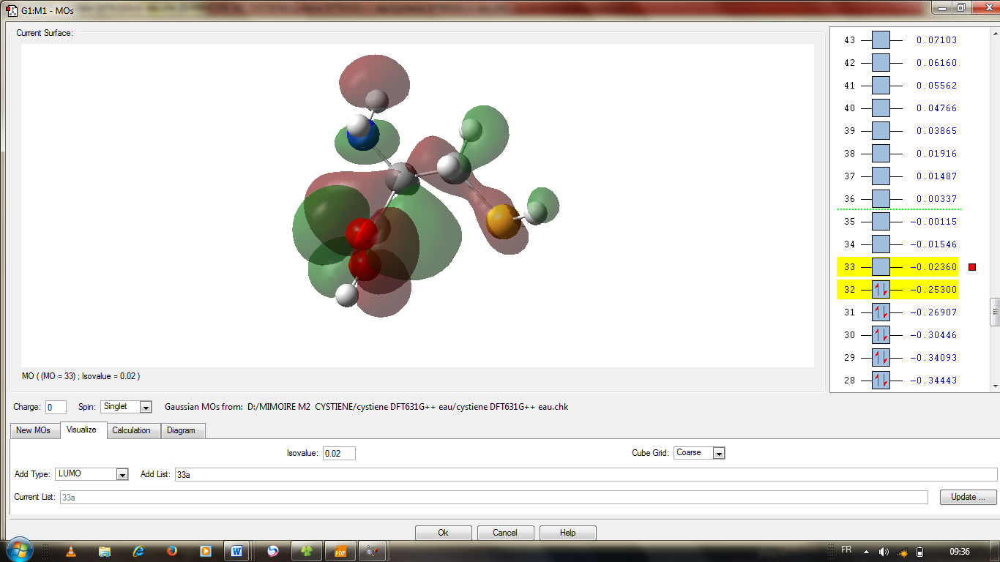 G1:M1 - MOs
Current Surface:
43 0.07103
42 0.06160
41 0.05562
40 0.04766
39 0.03865
38 0.01916
37 0.01487
36 0.00337
35 -0.00115
34 -0.01546
33 -0.02360
32 -0.25300
31 -0.26907
30 -0.30446
29 -0.34093
28 -0.34443
MO ( (MO = 33) ; Isovalue = 0.02 )
Charge: 0 Spin: Singlet Gaussian MOs from: D:/MIMOIRE M2 CYSTIENE/cystiene DFT631G++ eau/cystiene DFT631G++ eau.chk
New MOs Visualize Calculation Diagram
Isovalue: 0.02 Cube Grid: Coarse
Add Type: LUMO Add List: 33a
Current List: 33a Update ...
Ok Cancel Help
W PDF FR 09:36